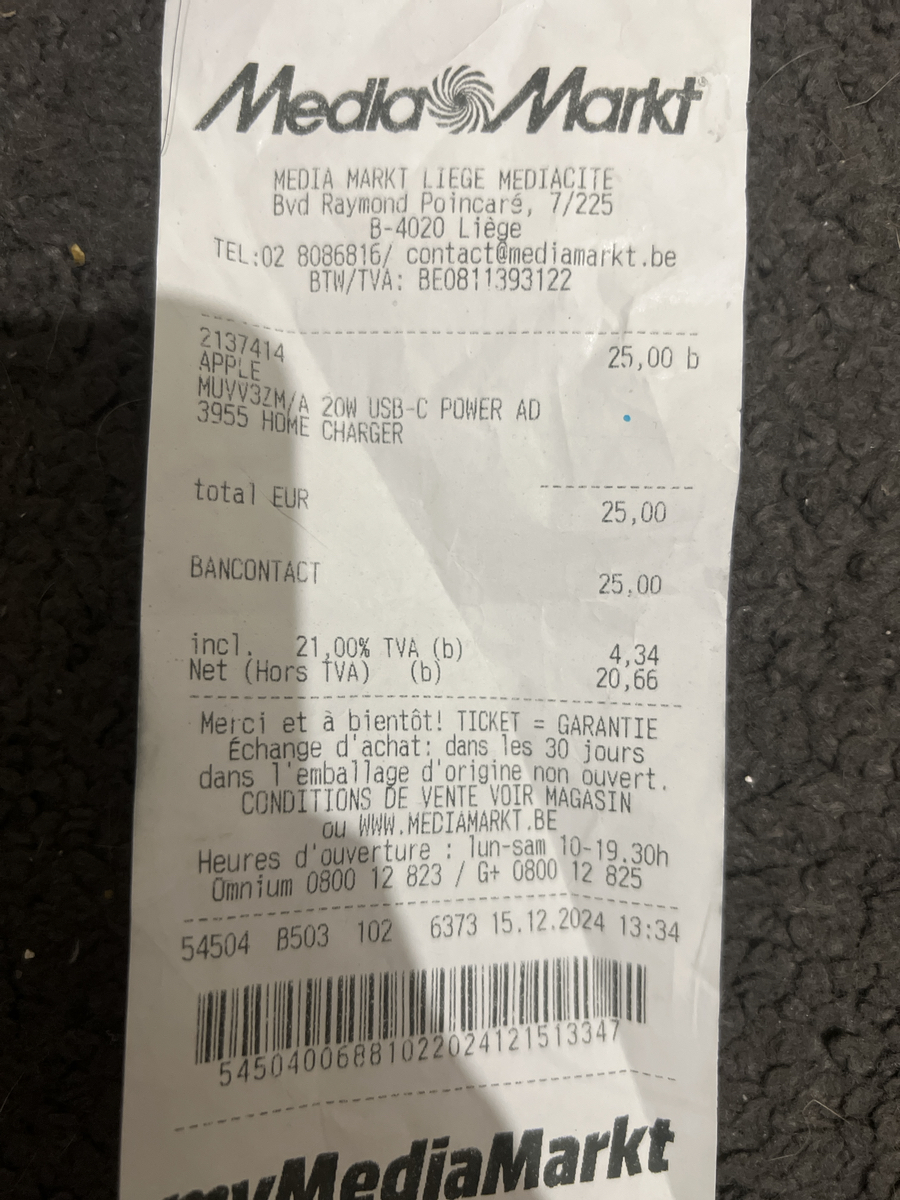 MediaMarkt
MEDIA MARKT LIEGE MEDIACITE
Bvd Raymond Poincaré, 7/225
B-4020 Liège
TEL:02 8086816/ contact@mediamarkt.be
BTW/TVA: BE0811393122
2137414 25,00 b
APPLE
MUVV3ZM/A 20W USB-C POWER AD
3955 HOME CHARGER
total EUR 25,00
BANCONTACT 25,00
incl. 21,00% TVA (b) 4,34
Net (Hors TVA) (b) 20,66
Merci et à bientôt! TICKET = GARANTIE
Échange d'achat: dans les 30 jours
dans l'emballage d'origine non ouvert.
CONDITIONS DE VENTE VOIR MAGASIN
ou WWW.MEDIAMARKT.BE
Heures d'ouverture : lun-sam 10-19.30h
Omnium 0800 12 823 / G+ 0800 12 825
54504 B503 102 6373 15.12.2024 13:34
5450400688102202412151334​7
myMediaMarkt